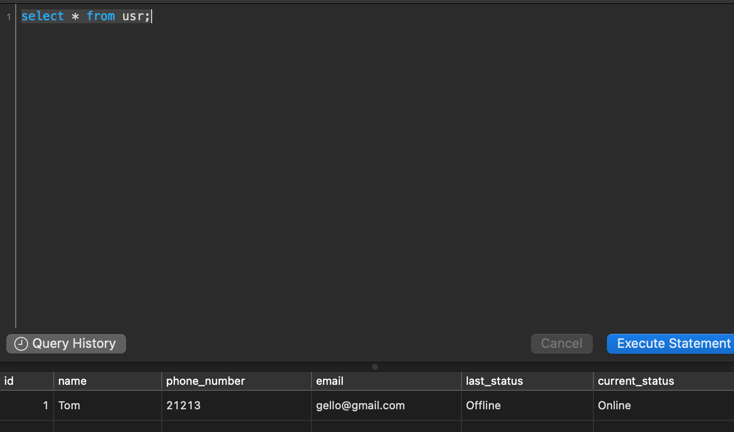 1 select * from usr;
Query History Cancel Execute Statement
id name phone_number email last_status current_status
1 Tom 21213 gello@gmail.com Offline Online